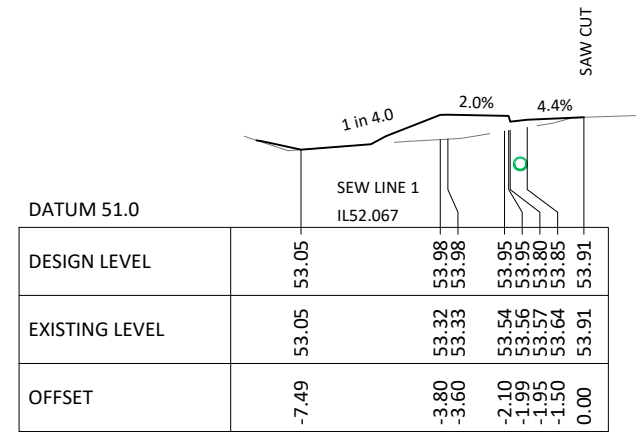 SAW CUT
1 in 4.0
2.0%
4.4%
SEW LINE 1
IL52.067
DATUM 51.0
DESIGN LEVEL 53.05 53.98 53.98 53.95 53.95 53.80 53.85 53.91
EXISTING LEVEL 53.05 53.32 53.33 53.54 53.56 53.57 53.64 53.91
OFFSET -7.49 -3.80 -3.60 -2.10 -1.99 -1.95 -1.50 0.00